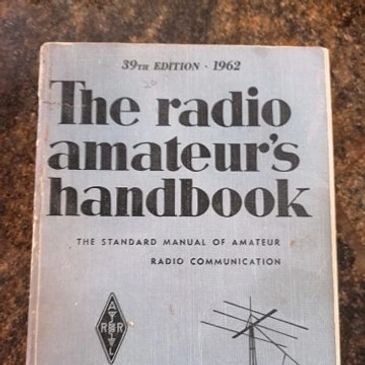 39TH EDITION · 1962
The radio
amateur's
handbook
THE STANDARD MANUAL OF AMATEUR
RADIO COMMUNICATION
A
R R
L